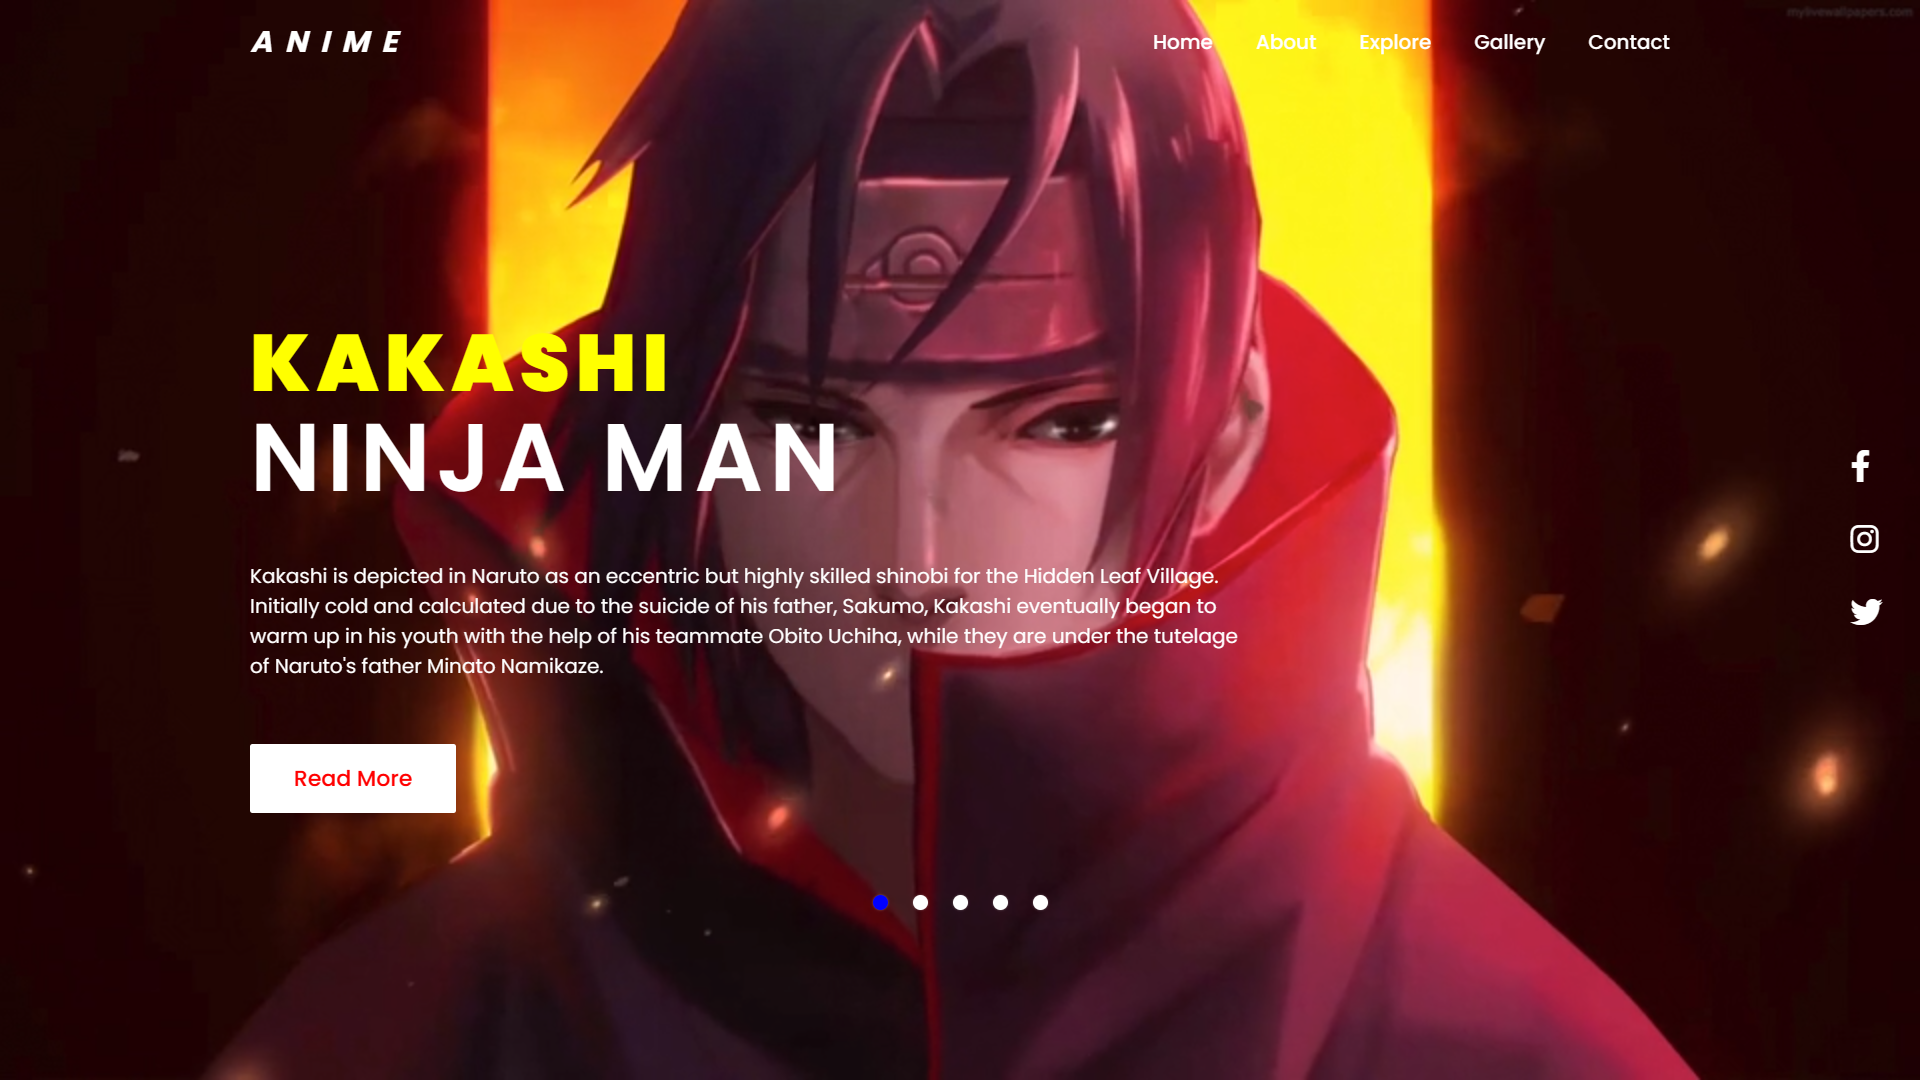 mylivewallpapers.com
ANIME
Home
About
Explore
Gallery
Contact
KAKASHI
NINJA MAN
Kakashi is depicted in Naruto as an eccentric but highly skilled shinobi for the Hidden Leaf Village.
Initially cold and calculated due to the suicide of his father, Sakumo, Kakashi eventually began to
warm up in his youth with the help of his teammate Obito Uchiha, while they are under the tutelage
of Naruto's father Minato Namikaze.
Read More